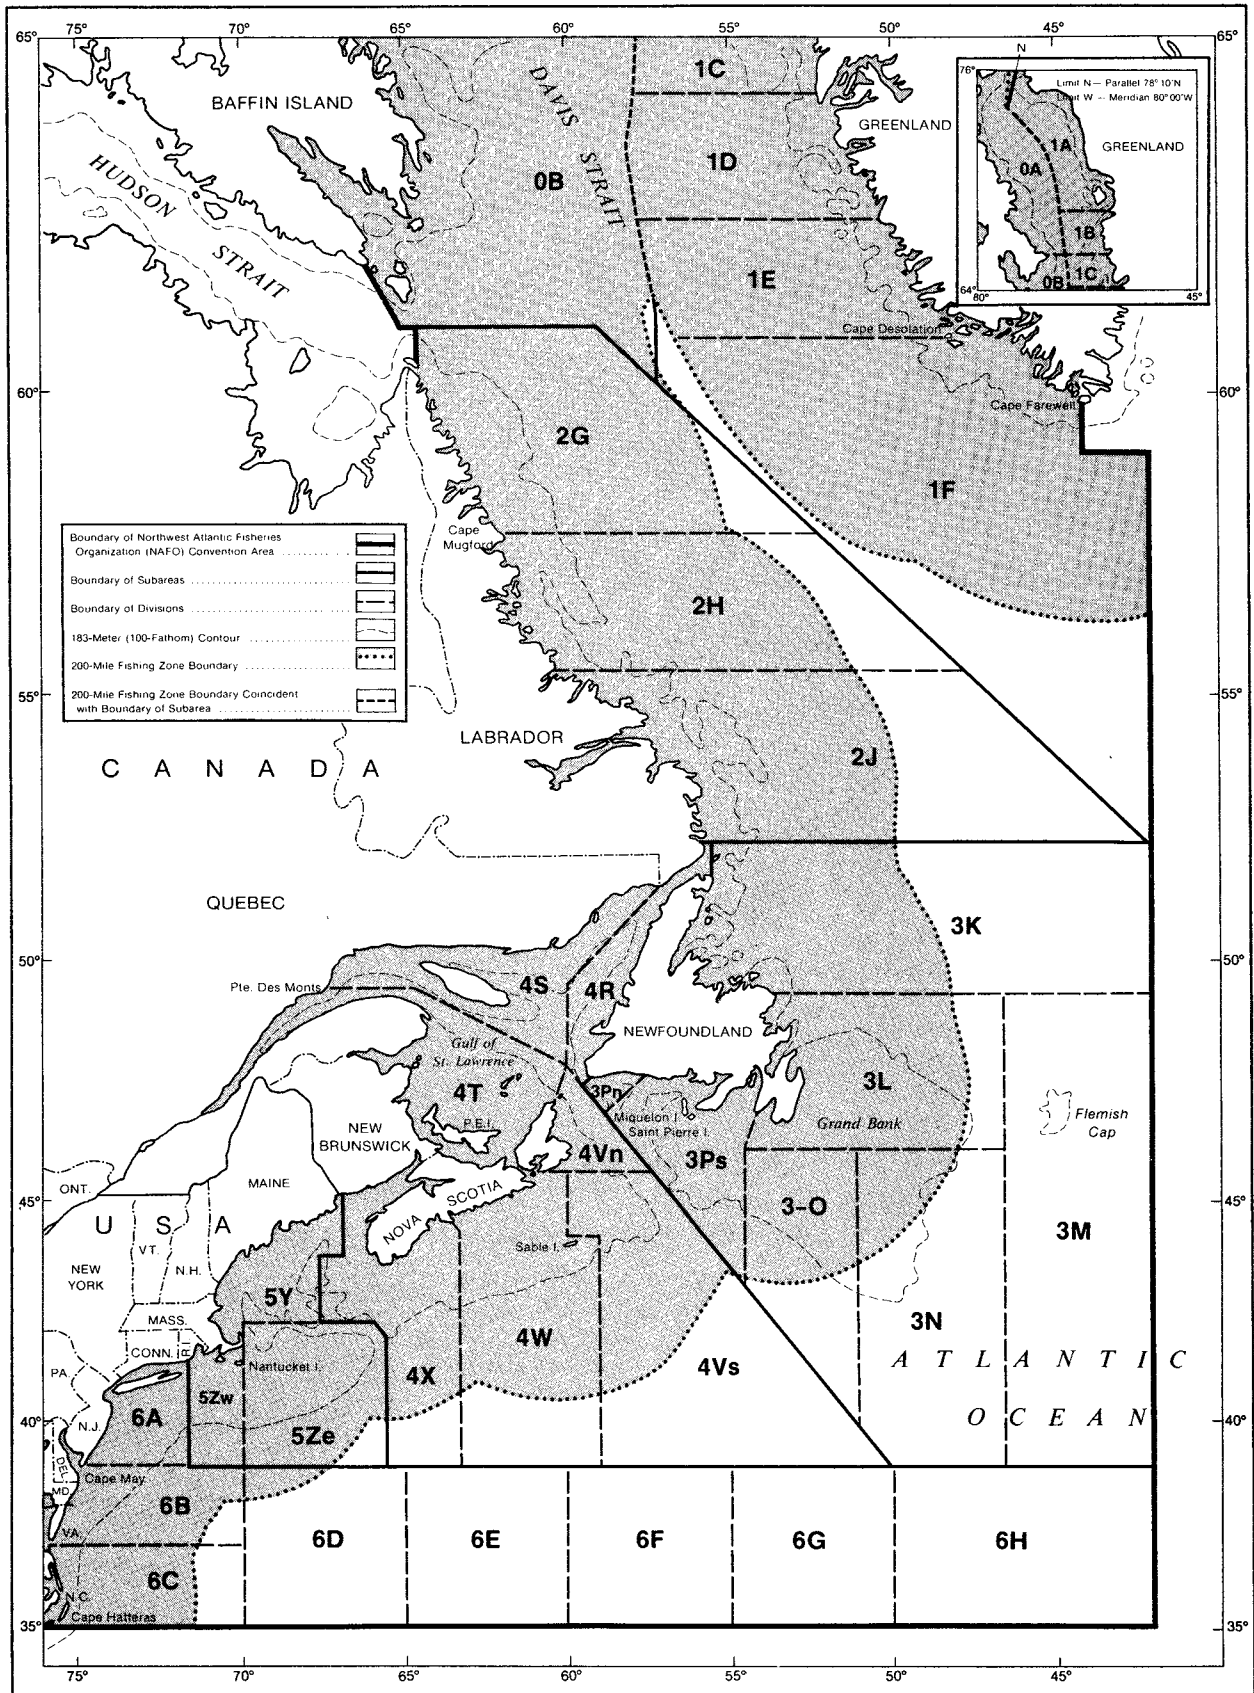 75° 70° 65° 60° 55° 50° 45°
65° 65°
BAFFIN ISLAND
HUDSON
STRAIT
DAVIS
STRAIT
0B
1C
1D
1E
1F
GREENLAND
N
76°
Limit N — Parallel 78° 10'N
Limit W — Meridian 80° 00'W
GREENLAND
1A
0A
1B
1C
0B
64°
80° 45°
Cape Desolation
Cape Farewell
60° 60°
2G
Cape
Mugford
2H
Boundary of Northwest Atlantic Fisheries
Organization (NAFO) Convention Area
Boundary of Subareas
Boundary of Divisions
183-Meter (100-Fathom) Contour
200-Mile Fishing Zone Boundary
200-Mile Fishing Zone Boundary Coincident
with Boundary of Subarea
55° 55°
LABRADOR
2J
CANADA
QUEBEC
3K
50° 50°
Pte. Des Monts
4S
4R
NEWFOUNDLAND
Gulf of
St. Lawrence
4T
3Pn
3L
Flemish
Cap
P.E.I.
Miquelon I.
Saint Pierre I.
Grand Bank
NEW
BRUNSWICK
4Vn
3Ps
ONT.
MAINE
NOVA SCOTIA
3-O
45° 45°
USA
VT.
N.H.
NEW
YORK
Sable I.
3M
5Y
MASS.
4W
3N
CONN.
R.I.
Nantucket I.
PA.
5Zw
4X
4Vs
ATLANTIC
OCEAN
6A
N.J.
5Ze
40° 40°
DEL.
Cape May
MD.
6B
VA.
6D
6E
6F
6G
6H
6C
N.C.
Cape Hatteras
35° 35°
75° 70° 65° 60° 55° 50° 45°